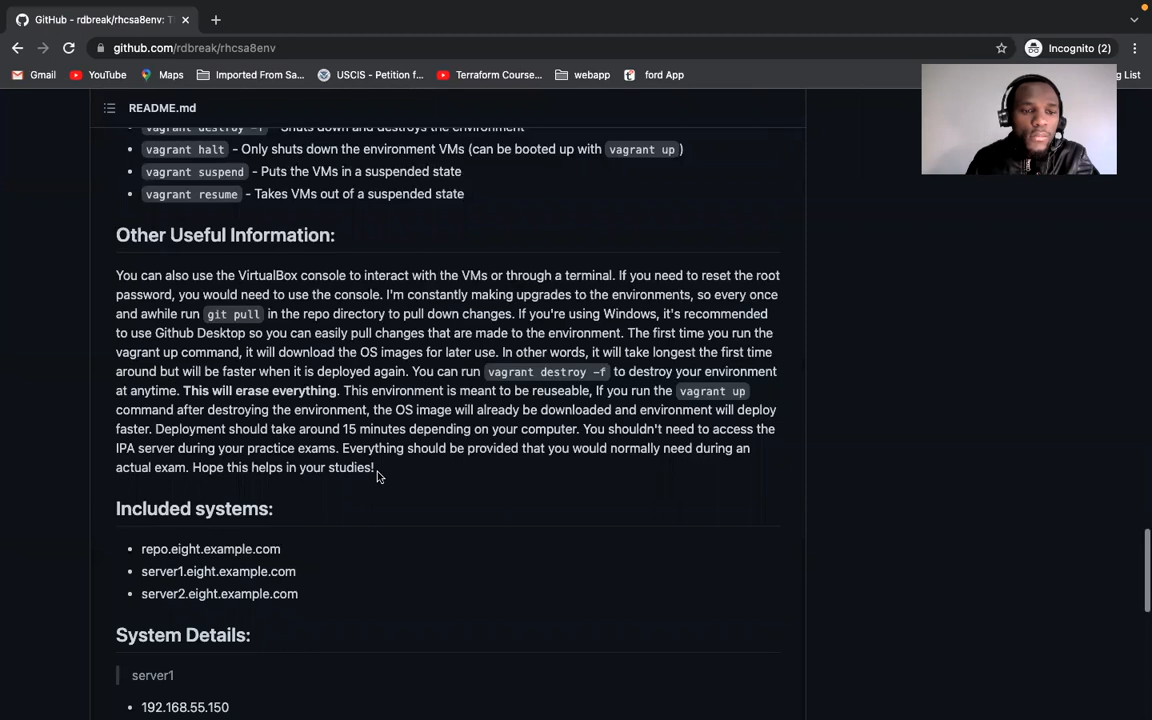 GitHub - rdbreak/rhcsa8env: T
github.com/rdbreak/rhcsa8env
Incognito (2)
Gmail
YouTube
Maps
Imported From Sa...
USCIS - Petition f...
Terraform Course...
webapp
ford App
g List
README.md
vagrant destroy -f - Shuts down and destroys the environment
vagrant halt - Only shuts down the environment VMs (can be booted up with vagrant up )
vagrant suspend - Puts the VMs in a suspended state
vagrant resume - Takes VMs out of a suspended state
Other Useful Information:
You can also use the VirtualBox console to interact with the VMs or through a terminal. If you need to reset the root
password, you would need to use the console. I'm constantly making upgrades to the environments, so every once
and awhile run git pull in the repo directory to pull down changes. If you're using Windows, it's recommended
to use Github Desktop so you can easily pull changes that are made to the environment. The first time you run the
vagrant up command, it will download the OS images for later use. In other words, it will take longest the first time
around but will be faster when it is deployed again. You can run vagrant destroy -f to destroy your environment
at anytime. This will erase everything. This environment is meant to be reuseable, If you run the vagrant up
command after destroying the environment, the OS image will already be downloaded and environment will deploy
faster. Deployment should take around 15 minutes depending on your computer. You shouldn't need to access the
IPA server during your practice exams. Everything should be provided that you would normally need during an
actual exam. Hope this helps in your studies!
Included systems:
repo.eight.example.com
server1.eight.example.com
server2.eight.example.com
System Details:
server1
192.168.55.150